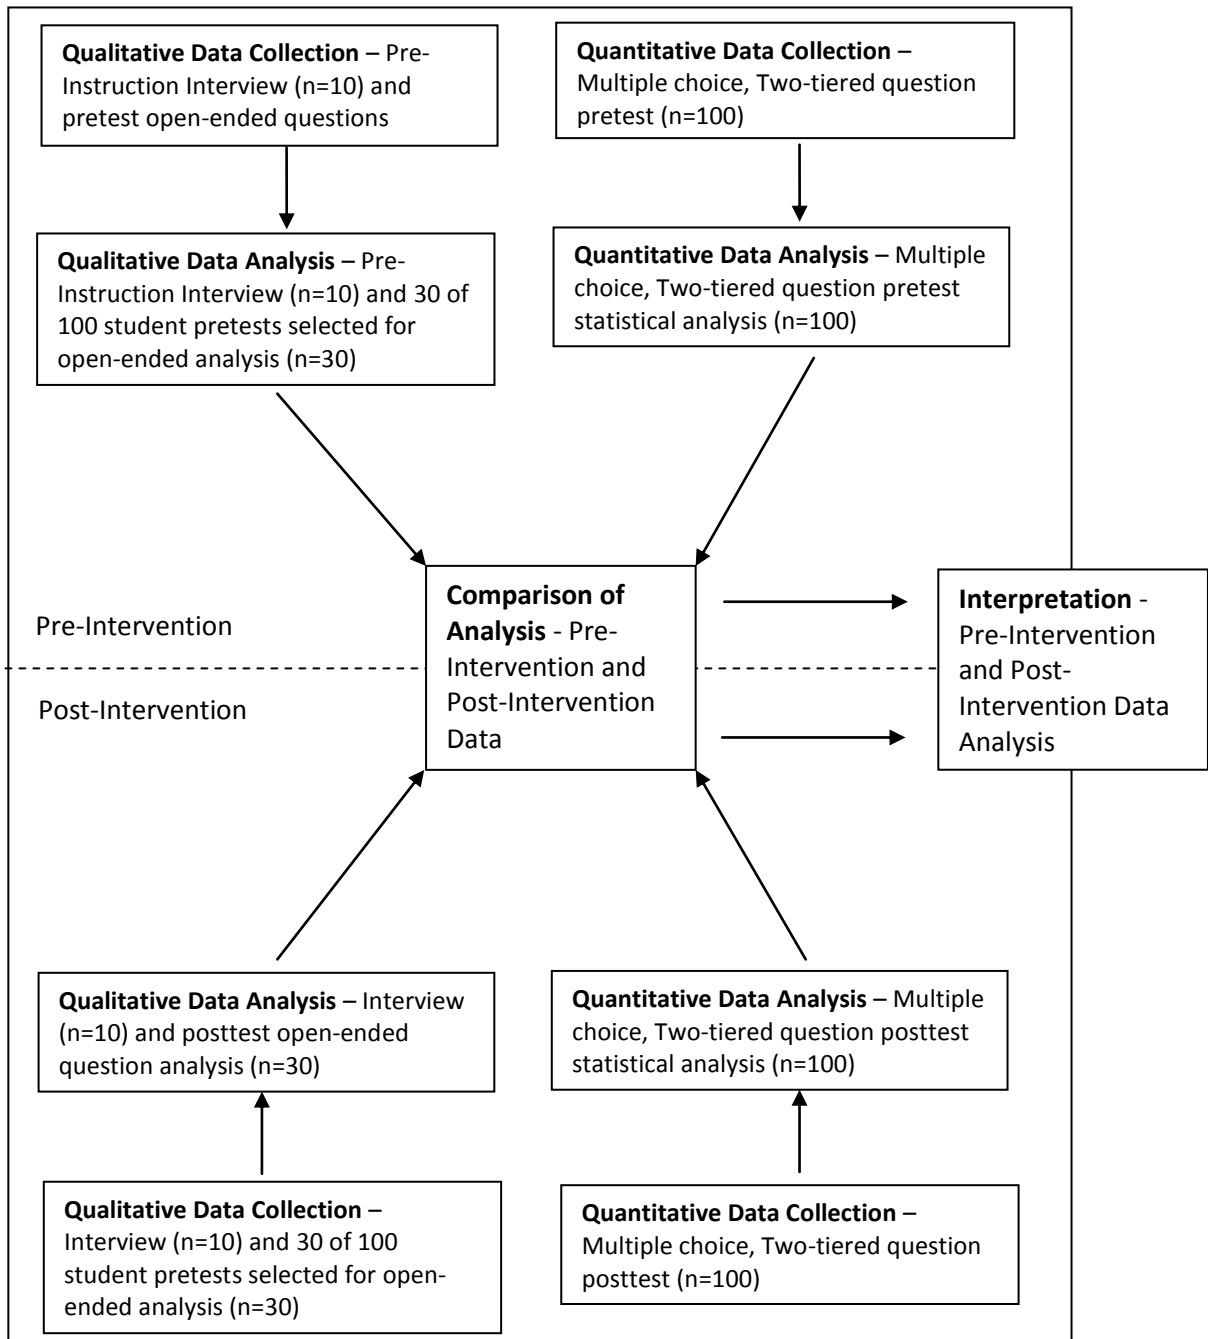 Qualitative Data Collection – Pre-
Instruction Interview (n=10) and
pretest open-ended questions
Quantitative Data Collection –
Multiple choice, Two-tiered question
pretest (n=100)
Qualitative Data Analysis – Pre-
Instruction Interview (n=10) and 30 of
100 student pretests selected for
open-ended analysis (n=30)
Quantitative Data Analysis – Multiple
choice, Two-tiered question pretest
statistical analysis (n=100)
Pre-Intervention
Post-Intervention
Comparison of
Analysis - Pre-
Intervention and
Post-Intervention
Data
Interpretation -
Pre-Intervention
and Post-
Intervention Data
Analysis
Qualitative Data Analysis – Interview
(n=10) and posttest open-ended
question analysis (n=30)
Quantitative Data Analysis – Multiple
choice, Two-tiered question posttest
statistical analysis (n=100)
Qualitative Data Collection –
Interview (n=10) and 30 of 100
student pretests selected for open-
ended analysis (n=30)
Quantitative Data Collection –
Multiple choice, Two-tiered question
posttest (n=100)